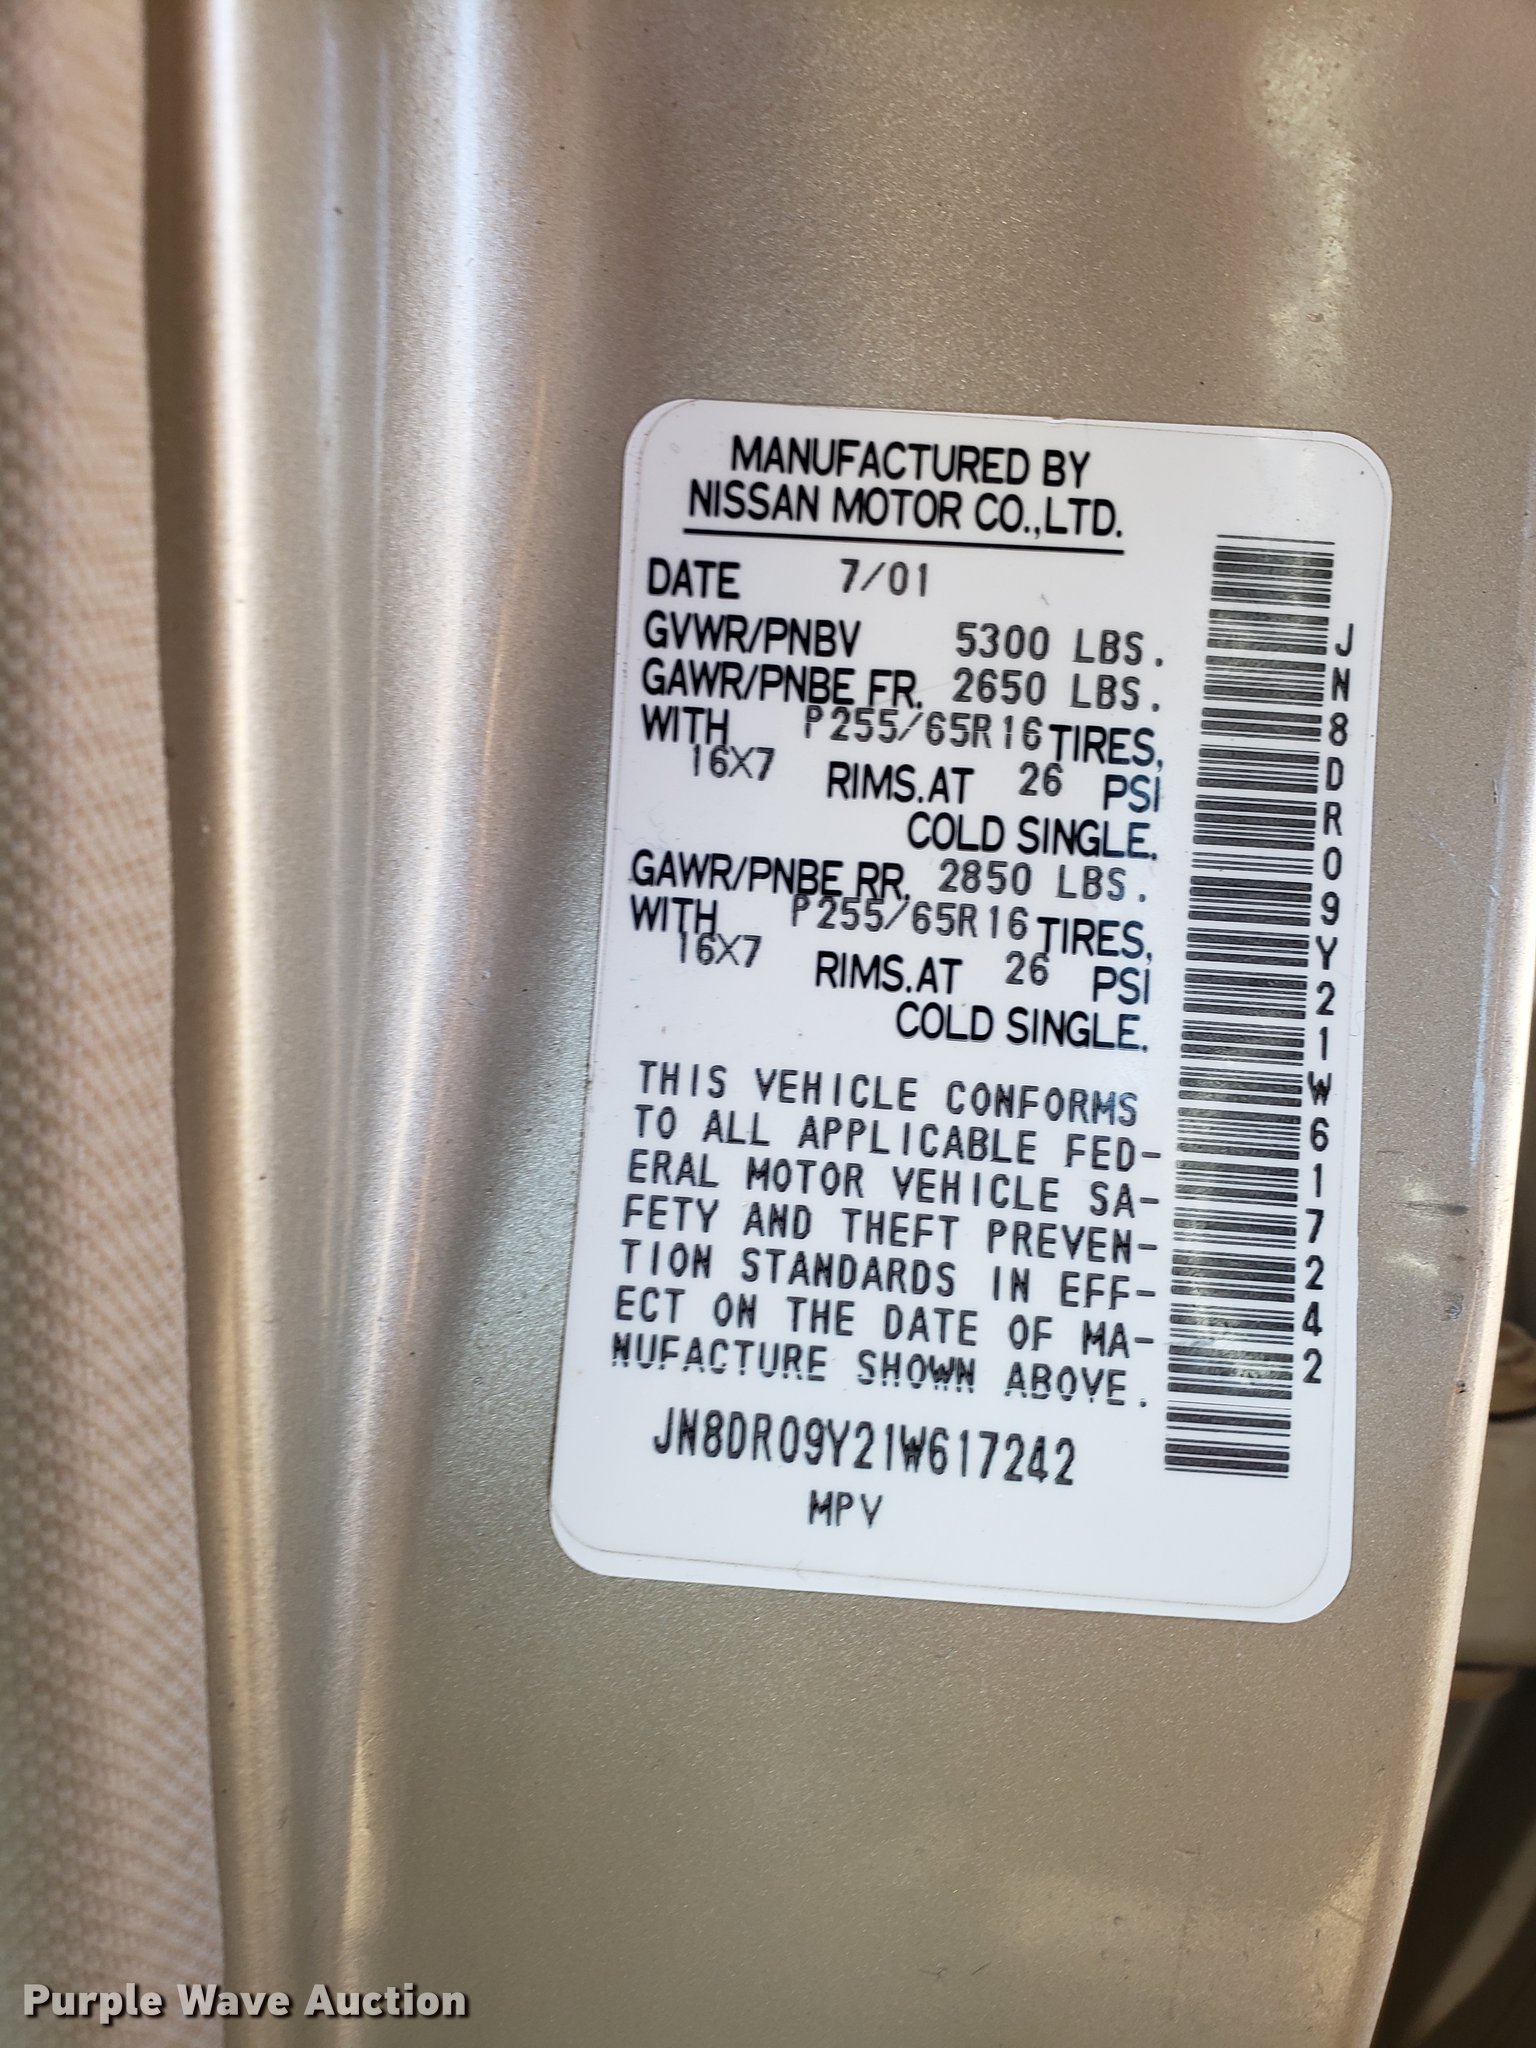 MANUFACTURED BY
NISSAN MOTOR CO.,LTD.
DATE 7/01
GVWR/PNBV 5300 LBS.
GAWR/PNBE FR. 2650 LBS.
WITH P255/65R16 TIRES,
16X7 RIMS.AT 26 PSI
COLD SINGLE.
GAWR/PNBE RR. 2850 LBS.
WITH P255/65R16 TIRES,
16X7 RIMS.AT 26 PSI
COLD SINGLE.
THIS VEHICLE CONFORMS
TO ALL APPLICABLE FED-
ERAL MOTOR VEHICLE SA-
FETY AND THEFT PREVEN-
TION STANDARDS IN EFF-
ECT ON THE DATE OF MA-
NUFACTURE SHOWN ABOVE.
JN8DR09Y21W617242
MPV
JN8DR09Y21W617242
Purple Wave Auction